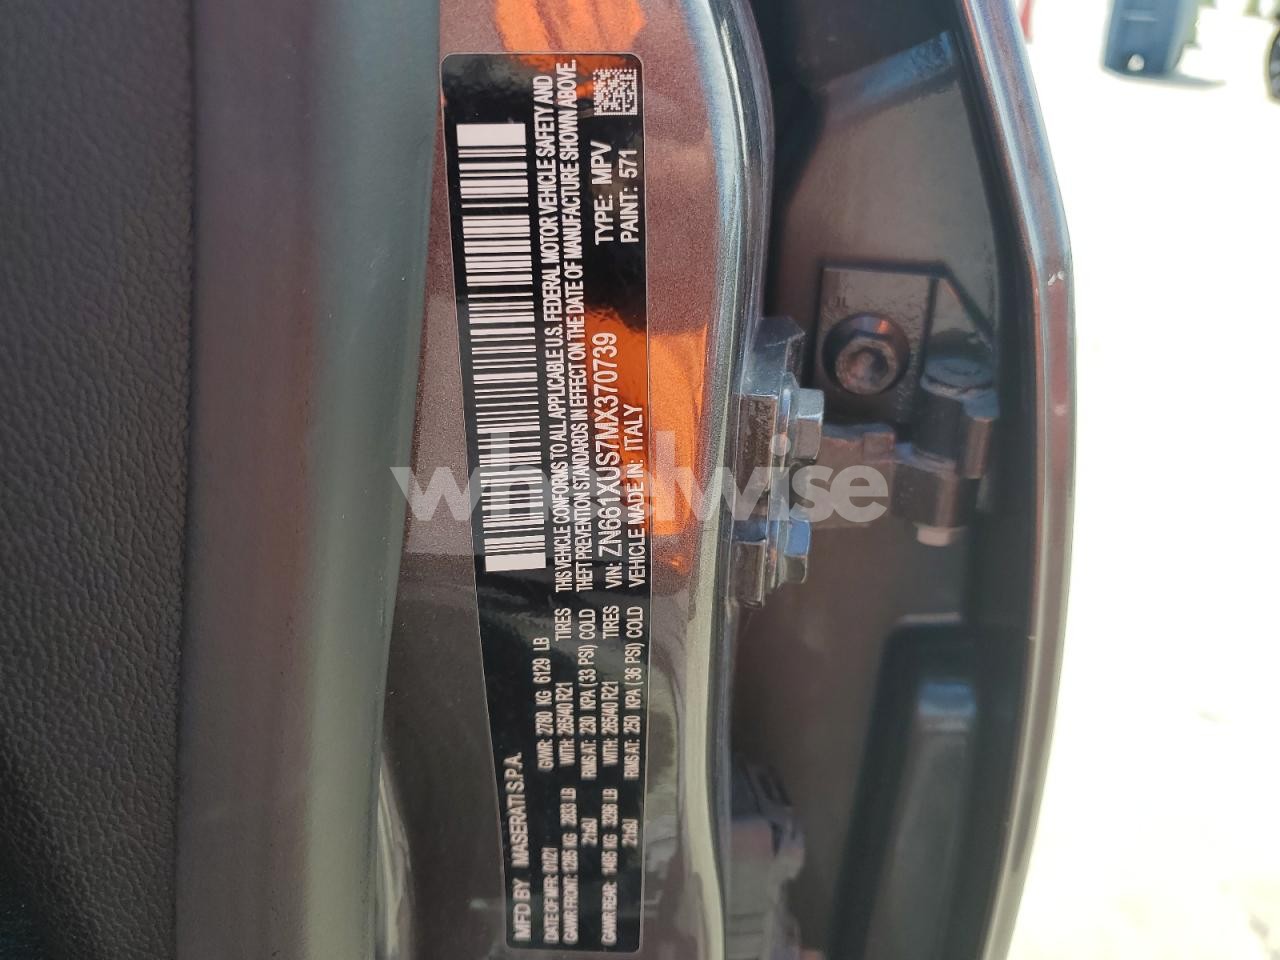 MFD BY MASERATI S.P.A.
DATE OF MFR: 01/21 GVWR: 2780 KG 6129 LB
GAWR FRONT: 1285 KG 2833 LB WITH: 265/40 R21 TIRES
21x9J RIMS AT: 230 KPA (33 PSI) COLD
GAWR REAR: 1495 KG 3296 LB WITH: 265/40 R21 TIRES
21x9J RIMS AT: 250 KPA (36 PSI) COLD
THIS VEHICLE CONFORMS TO ALL APPLICABLE U.S. FEDERAL MOTOR VEHICLE SAFETY AND
THEFT PREVENTION STANDARDS IN EFFECT ON THE DATE OF MANUFACTURE SHOWN ABOVE.
VIN: ZN661XUS7MX370739 TYPE: MPV
VEHICLE MADE IN: ITALY PAINT: 571
wheelwise